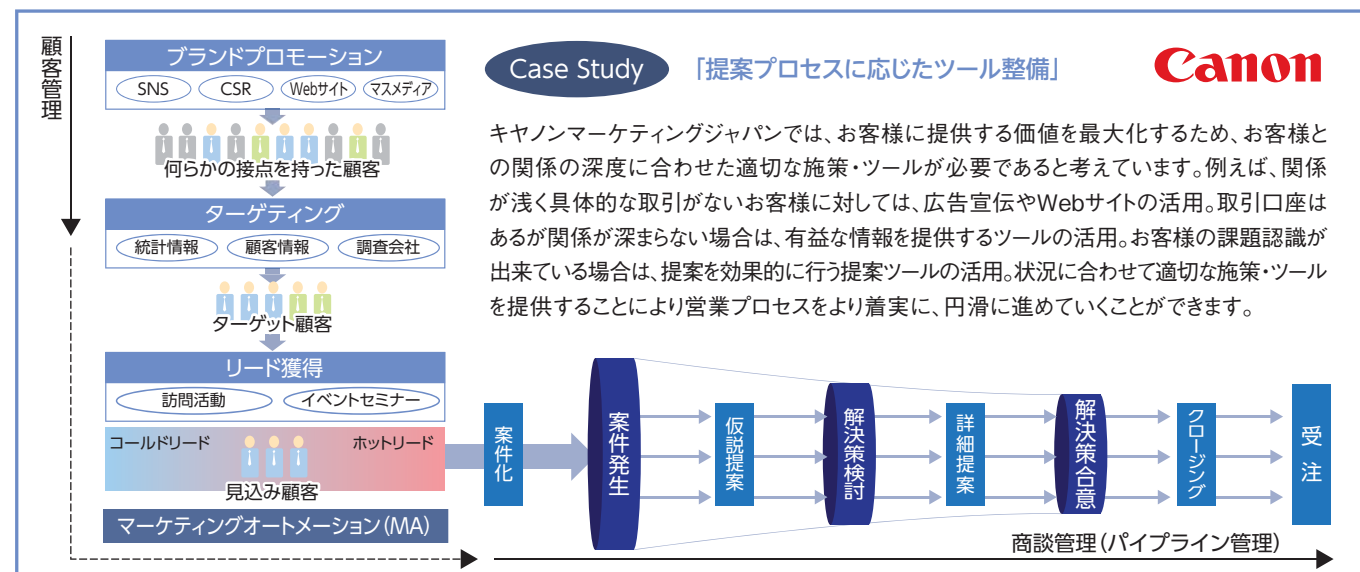 顧客管理
ブランドプロモーション
SNS CSR Webサイト マスメディア
何らかの接点を持った顧客
ターゲティング
統計情報 顧客情報 調査会社
ターゲット顧客
リード獲得
訪問活動 イベントセミナー
コールドリード ホットリード
見込み顧客
マーケティングオートメーション(MA)
Case Study 「提案プロセスに応じたツール整備」 Canon
キヤノンマーケティングジャパンでは、お客様に提供する価値を最大化するため、お客様と
の関係の深度に合わせた適切な施策・ツールが必要であると考えています。例えば、関係
が浅く具体的な取引がないお客様に対しては、広告宣伝やWebサイトの活用。取引口座は
あるが関係が深まらない場合は、有益な情報を提供するツールの活用。お客様の課題認識が
出来ている場合は、提案を効果的に行う提案ツールの活用。状況に合わせて適切な施策・ツール
を提供することにより営業プロセスをより着実に、円滑に進めていくことができます。
案件化
案件発生
仮説提案
解決策検討
詳細提案
解決策合意
クロージング
受注
商談管理(パイプライン管理)